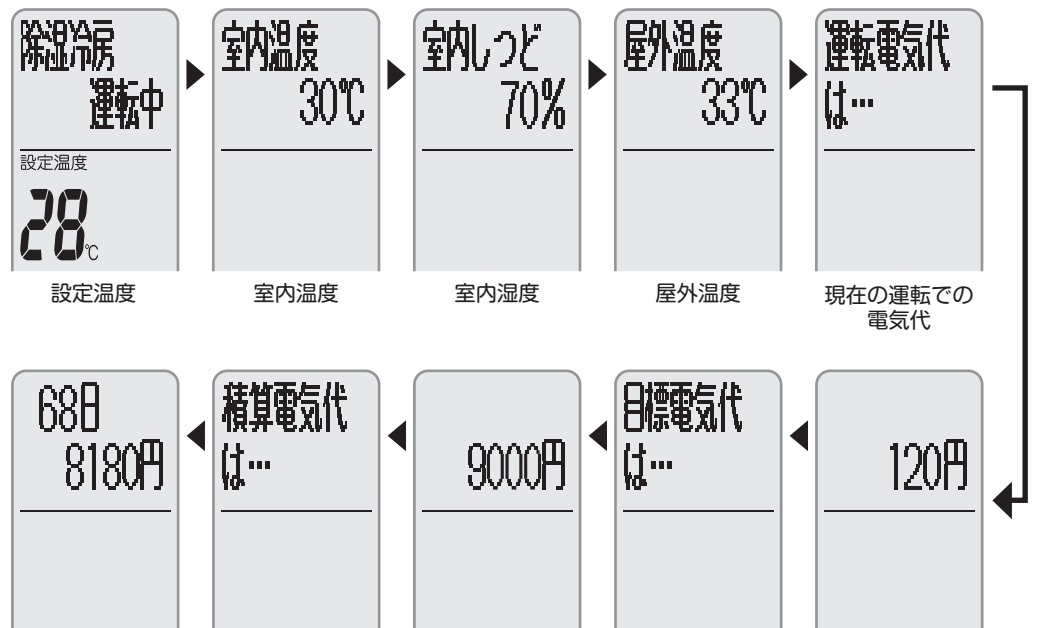 除湿冷房
運転中
設定温度
28℃
設定温度
室内温度
30℃
室内温度
室内しつど
70%
室内湿度
屋外温度
33℃
屋外温度
運転電気代
は…
現在の運転での
電気代
120円
目標電気代
は…
9000円
積算電気代
は…
68日
8180円